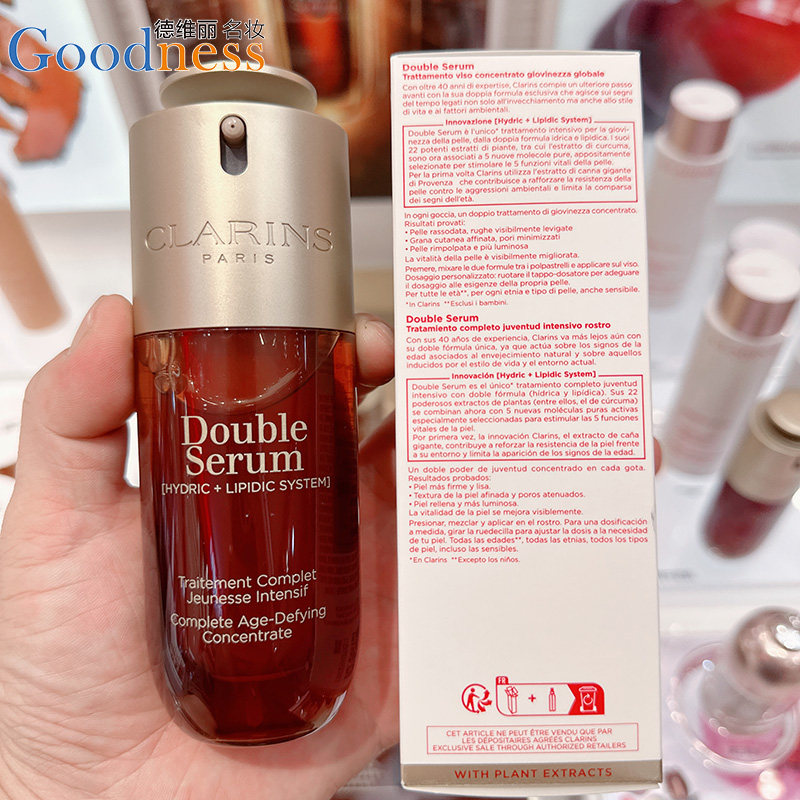 德维丽 名妆
Goodness
CLARINS
PARIS
Double
Serum
[HYDRIC + LIPIDIC SYSTEM]
Traitement Complet
Jeunesse Intensif
Complete Age-Defying
Concentrate
Double Serum
Trattamento viso concentrato giovinezza globale
Con oltre 40 anni di expertise, Clarins compie un ulteriore passo
avanti con la sua doppia formula esclusiva che agisce sui segni
del tempo legati non solo all'invecchiamento ma anche allo stile
di vita e ai fattori ambientali.
Innovazione [Hydric + Lipidic System]
Double Serum è l'unico* trattamento intensivo per la giovi-
nezza della pelle, dalla doppia formula idrica e lipidica. I suoi
22 potenti estratti di piante, tra cui l'estratto di curcuma,
sono ora associati a 5 nuove molecole pure, appositamente
selezionate per stimolare le 5 funzioni vitali della pelle.
Per la prima volta Clarins utilizza l'estratto di canna gigante
di Provenza che contribuisce a rafforzare la resistenza della
pelle contro le aggressioni ambientali e limita la comparsa
dei segni dell'età.
In ogni goccia, un doppio trattamento di giovinezza concentrato.
Risultati provati:
• Pelle rassodata, rughe visibilmente levigate
• Grana cutanea affinata, pori minimizzati
• Pelle rimpolpata e più luminosa
La vitalità della pelle è visibilmente migliorata.
Premere, mixare le due formule tra i polpastrelli e applicare sul viso.
Dosaggio personalizzato: ruotare il tappo-dosatore per adeguare
il dosaggio alle esigenze della propria pelle.
Per tutte le età**, per ogni etnia e tipo di pelle, anche sensibile.
*In Clarins **Esclusi i bambini.
Double Serum
Tratamiento completo juventud intensivo rostro
Con sus 40 años de experiencia, Clarins va más lejos aún con
su doble fórmula única, ya que actúa sobre los signos de la
edad asociados al envejecimiento natural y sobre aquellos
inducidos por el estilo de vida y el entorno actual.
Innovación [Hydric + Lipidic System]
Double Serum es el único* tratamiento completo juventud
intensivo con doble fórmula (hídrica y lipídica). Sus 22
poderosos extractos de plantas (entre ellos, el de cúrcuma)
se combinan ahora con 5 nuevas moléculas puras activas
especialmente seleccionadas para estimular las 5 funciones
vitales de la piel.
Por primera vez, la innovación Clarins, el extracto de caña
gigante, contribuye a reforzar la resistencia de la piel frente
a su entorno y limita la aparición de los signos de la edad.
Un doble poder de juventud concentrado en cada gota.
Resultados probados:
• Piel más firme y lisa.
• Textura de la piel afinada y poros atenuados.
• Piel rellena y más luminosa.
La vitalidad de la piel se mejora visiblemente.
Presionar, mezclar y aplicar en el rostro. Para una dosificación
a medida, girar la ruedecilla para ajustar la dosis a la necesidad
de tu piel. Todas las edades**, todas las etnias, todos los tipos
de piel, incluso las sensibles.
*En Clarins **Excepto los niños.
FR
CET ARTICLE NE PEUT ÊTRE VENDU QUE PAR
LES DÉPOSITAIRES AGRÉÉS CLARINS
EXCLUSIVE SALE THROUGH AUTHORIZED RETAILERS
WITH PLANT EXTRACTS